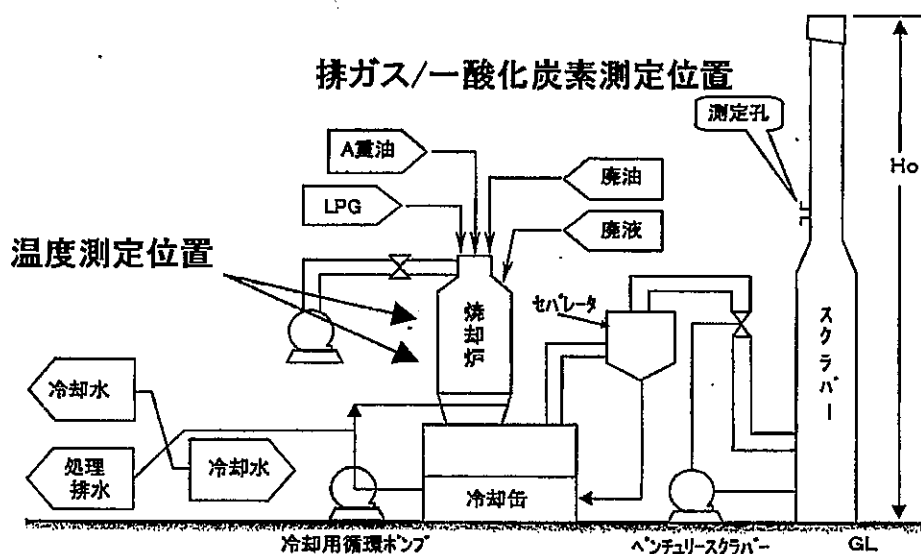 排ガス/一酸化炭素測定位置
測定孔
Ho
A重油
廃油
LPG
廃液
温度測定位置
セパレータ
焼却炉
スクラバー
冷却水
冷却水
処理
排水
冷却缶
冷却用循環ポンプ
ベンチュリースクラバー
GL